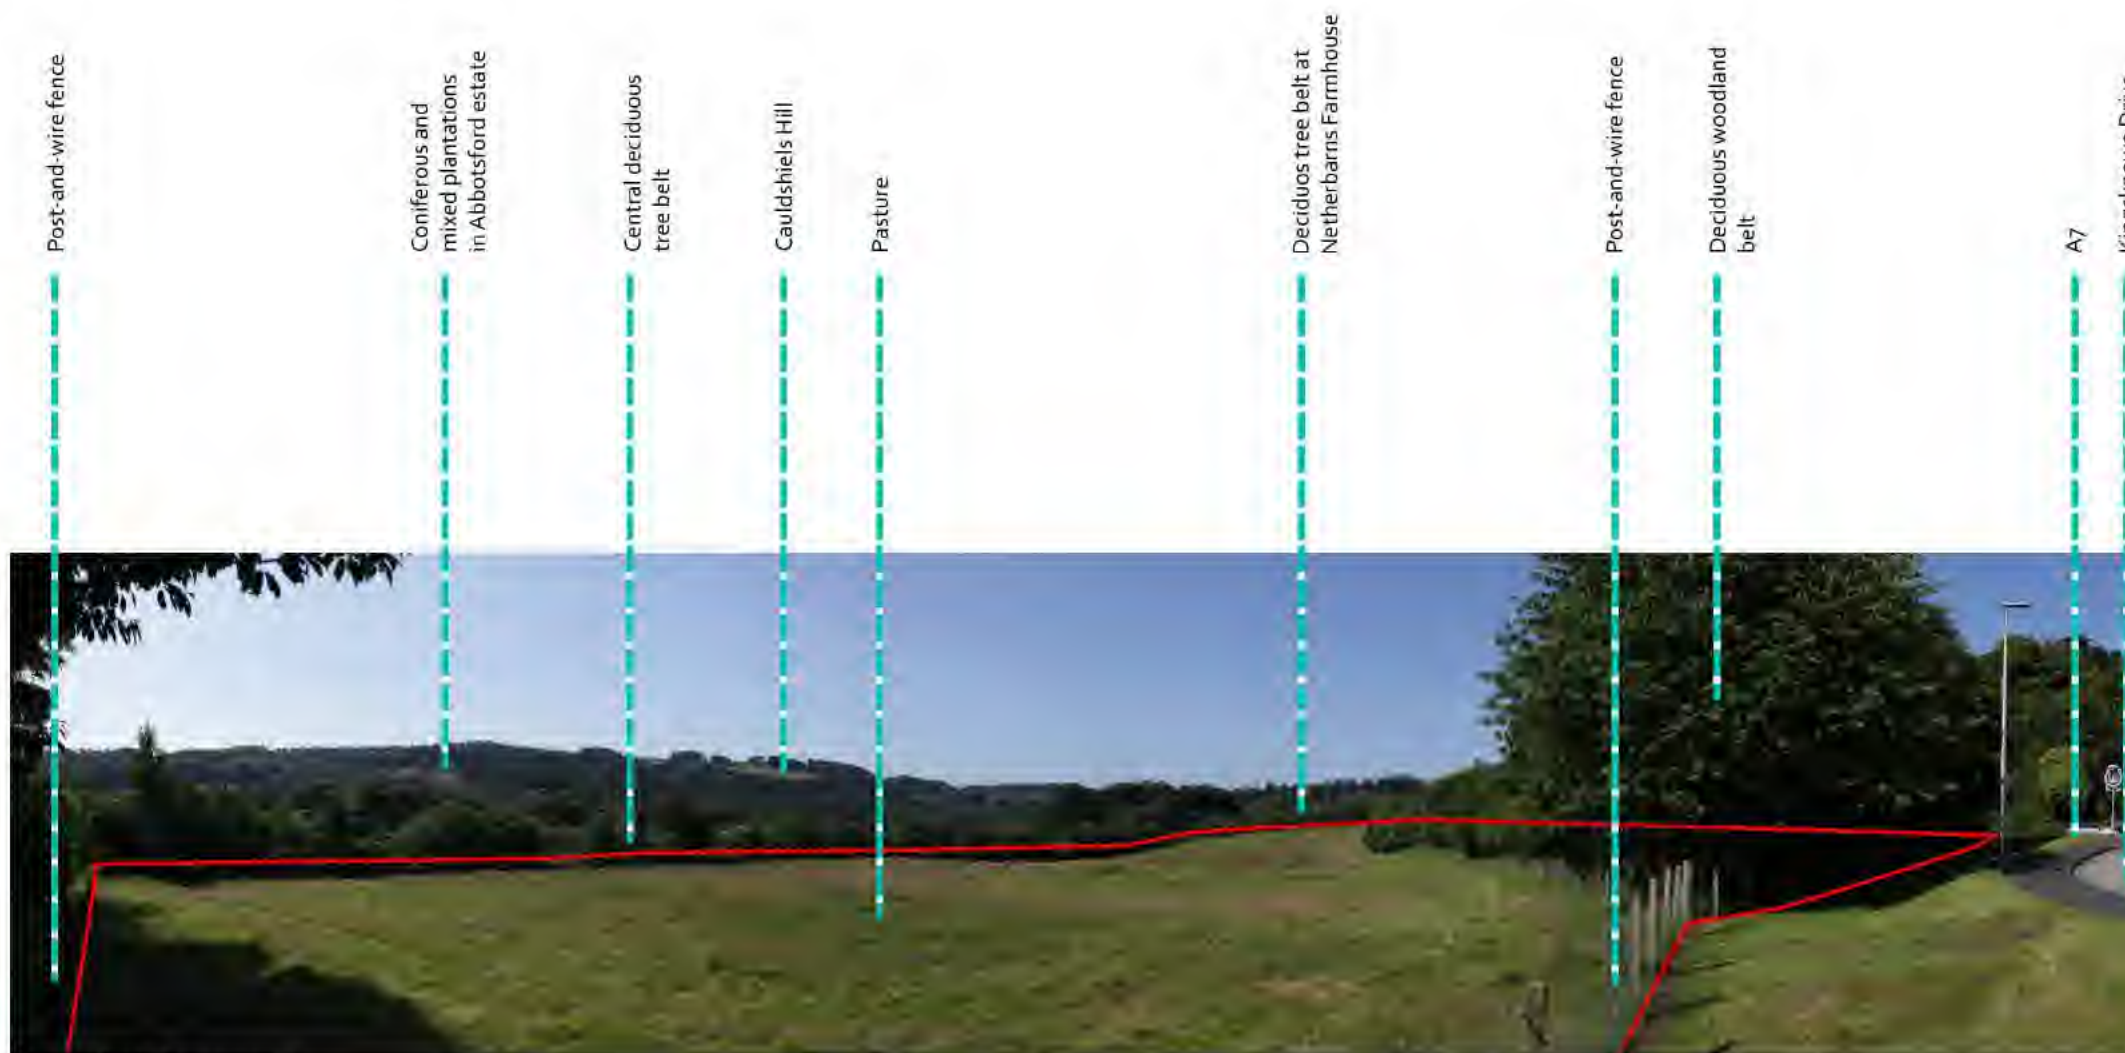 Post-and-wire fence
Coniferous and
mixed plantations
in Abbotsford estate
Central deciduous
tree belt
Cauldshiels Hill
Pasture
Deciduos tree belt at
Netherbarns Farmhouse
Post-and-wire fence
Deciduous woodland
belt
A7